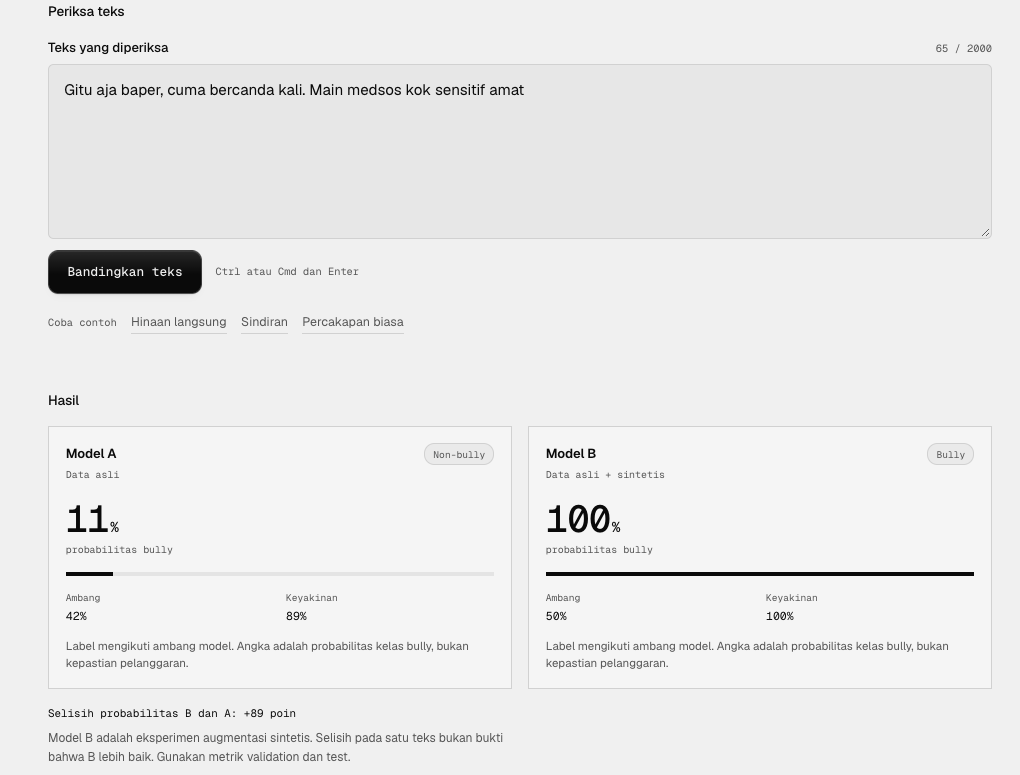 Periksa teks
Teks yang diperiksa 65 / 2000
Gitu aja baper, cuma bercanda kali. Main medsos kok sensitif amat
Bandingkan teks Ctrl atau Cmd dan Enter
Coba contoh Hinaan langsung Sindiran Percakapan biasa
Hasil
Model A Non-bully
Data asli
11%
probabilitas bully
Ambang Keyakinan
42% 89%
Label mengikuti ambang model. Angka adalah probabilitas kelas bully, bukan
kepastian pelanggaran.
Model B Bully
Data asli + sintetis
100%
probabilitas bully
Ambang Keyakinan
50% 100%
Label mengikuti ambang model. Angka adalah probabilitas kelas bully, bukan
kepastian pelanggaran.
Selisih probabilitas B dan A: +89 poin
Model B adalah eksperimen augmentasi sintetis. Selisih pada satu teks bukan bukti
bahwa B lebih baik. Gunakan metrik validation dan test.